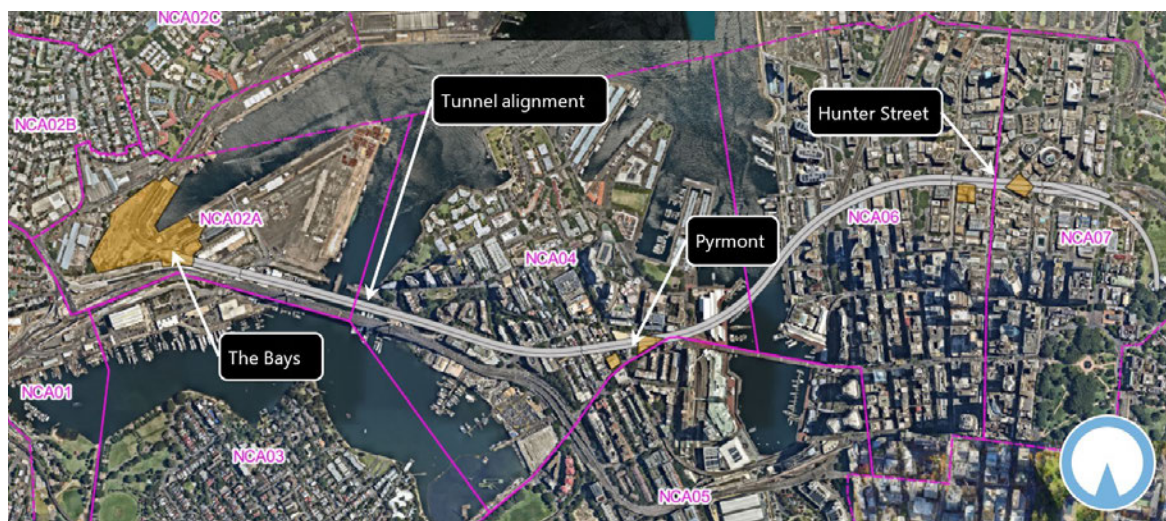 NCA02C
Tunnel alignment
Hunter Street
NCA02B
NCA02A
NCA06
NCA07
NCA04
Pyrmont
The Bays
NCA01
NCA03
NCA05